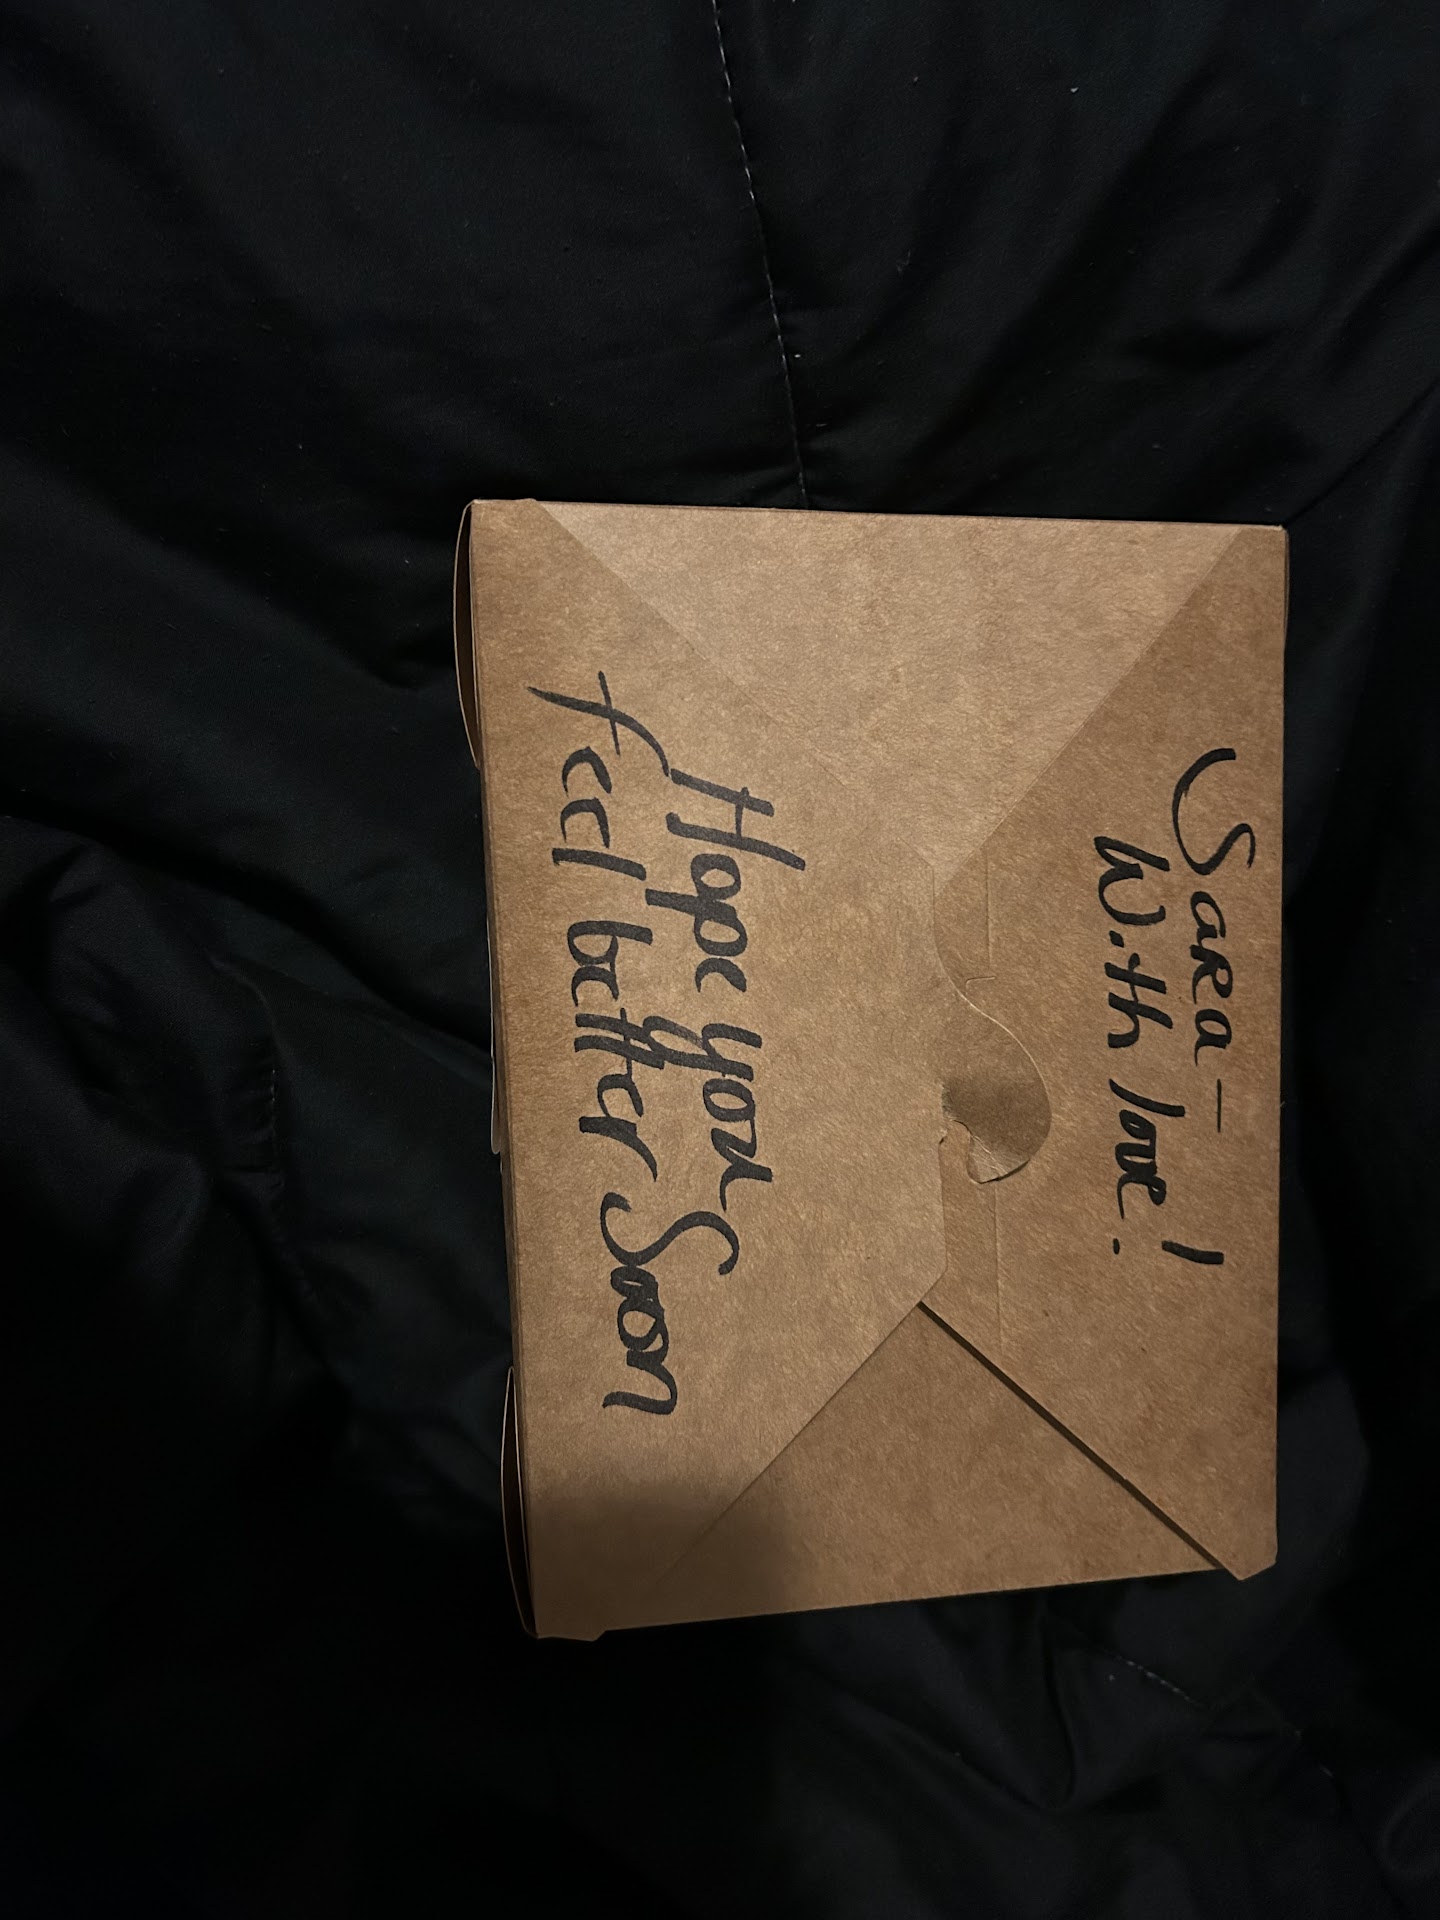 Sara—
With love!
Hope you
feel better Soon